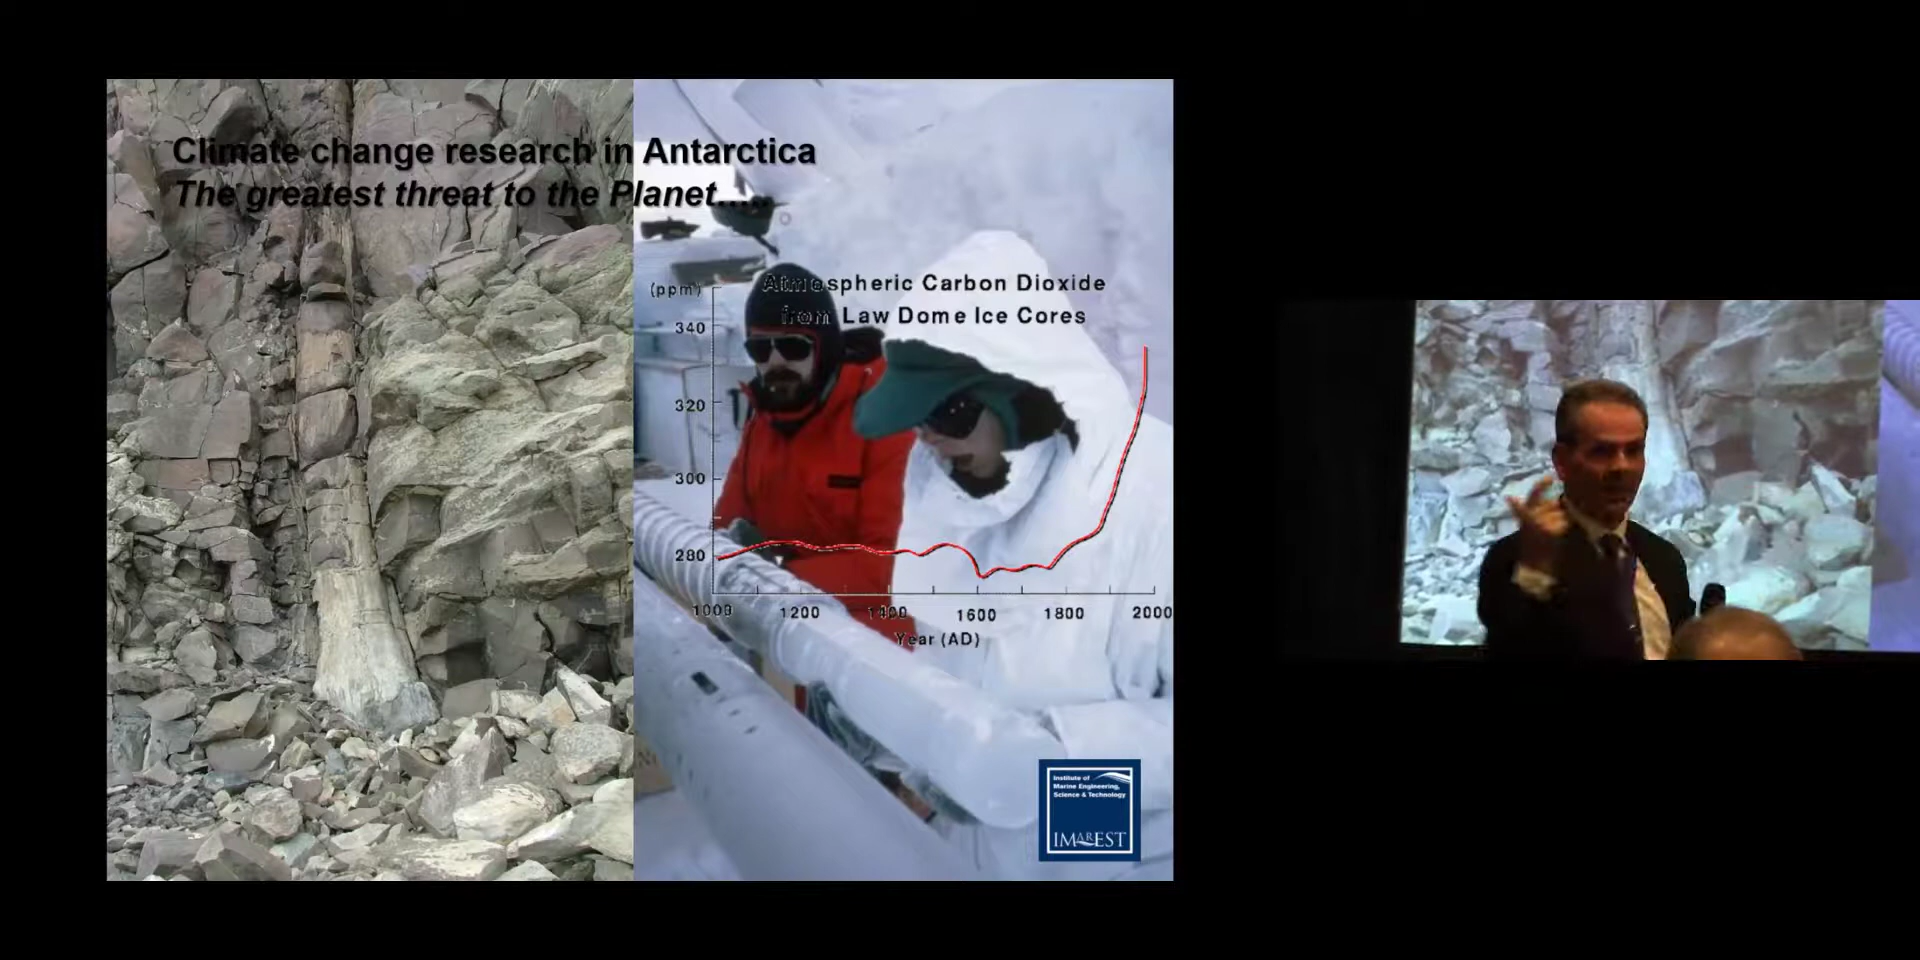 Climate change research in Antarctica
The greatest threat to the Planet.....
Atmospheric Carbon Dioxide
from Law Dome Ice Cores
(ppm)
340
320
300
280
1000
1200
1400
1600
1800
2000
Year (AD)
Institute of
Marine Engineering,
Science & Technology
IMAREST